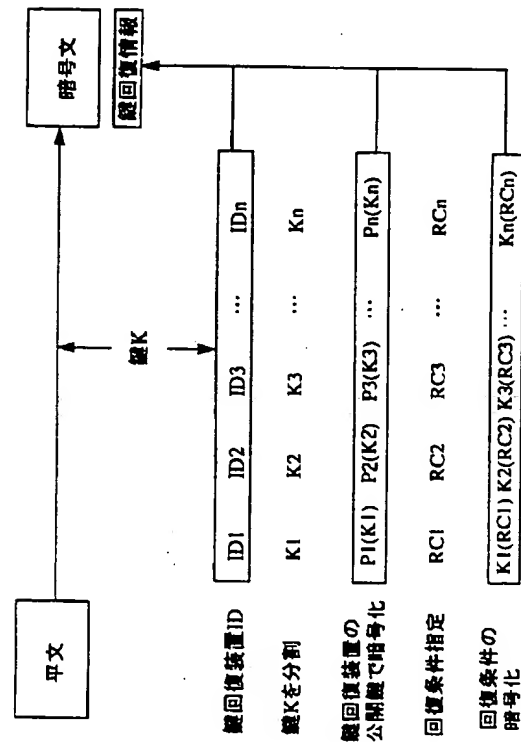 平文
暗号文
鍵回復情報
鍵K
鍵回復装置ID
ID1 ID2 ID3 … IDn
鍵Kを分割
K1 K2 K3 … Kn
鍵回復装置の
公開鍵で暗号化
P1(K1) P2(K2) P3(K3) … Pn(Kn)
回復条件指定
RC1 RC2 RC3 … RCn
回復条件の
暗号化
K1(RC1) K2(RC2) K3(RC3) … Kn(RCn)